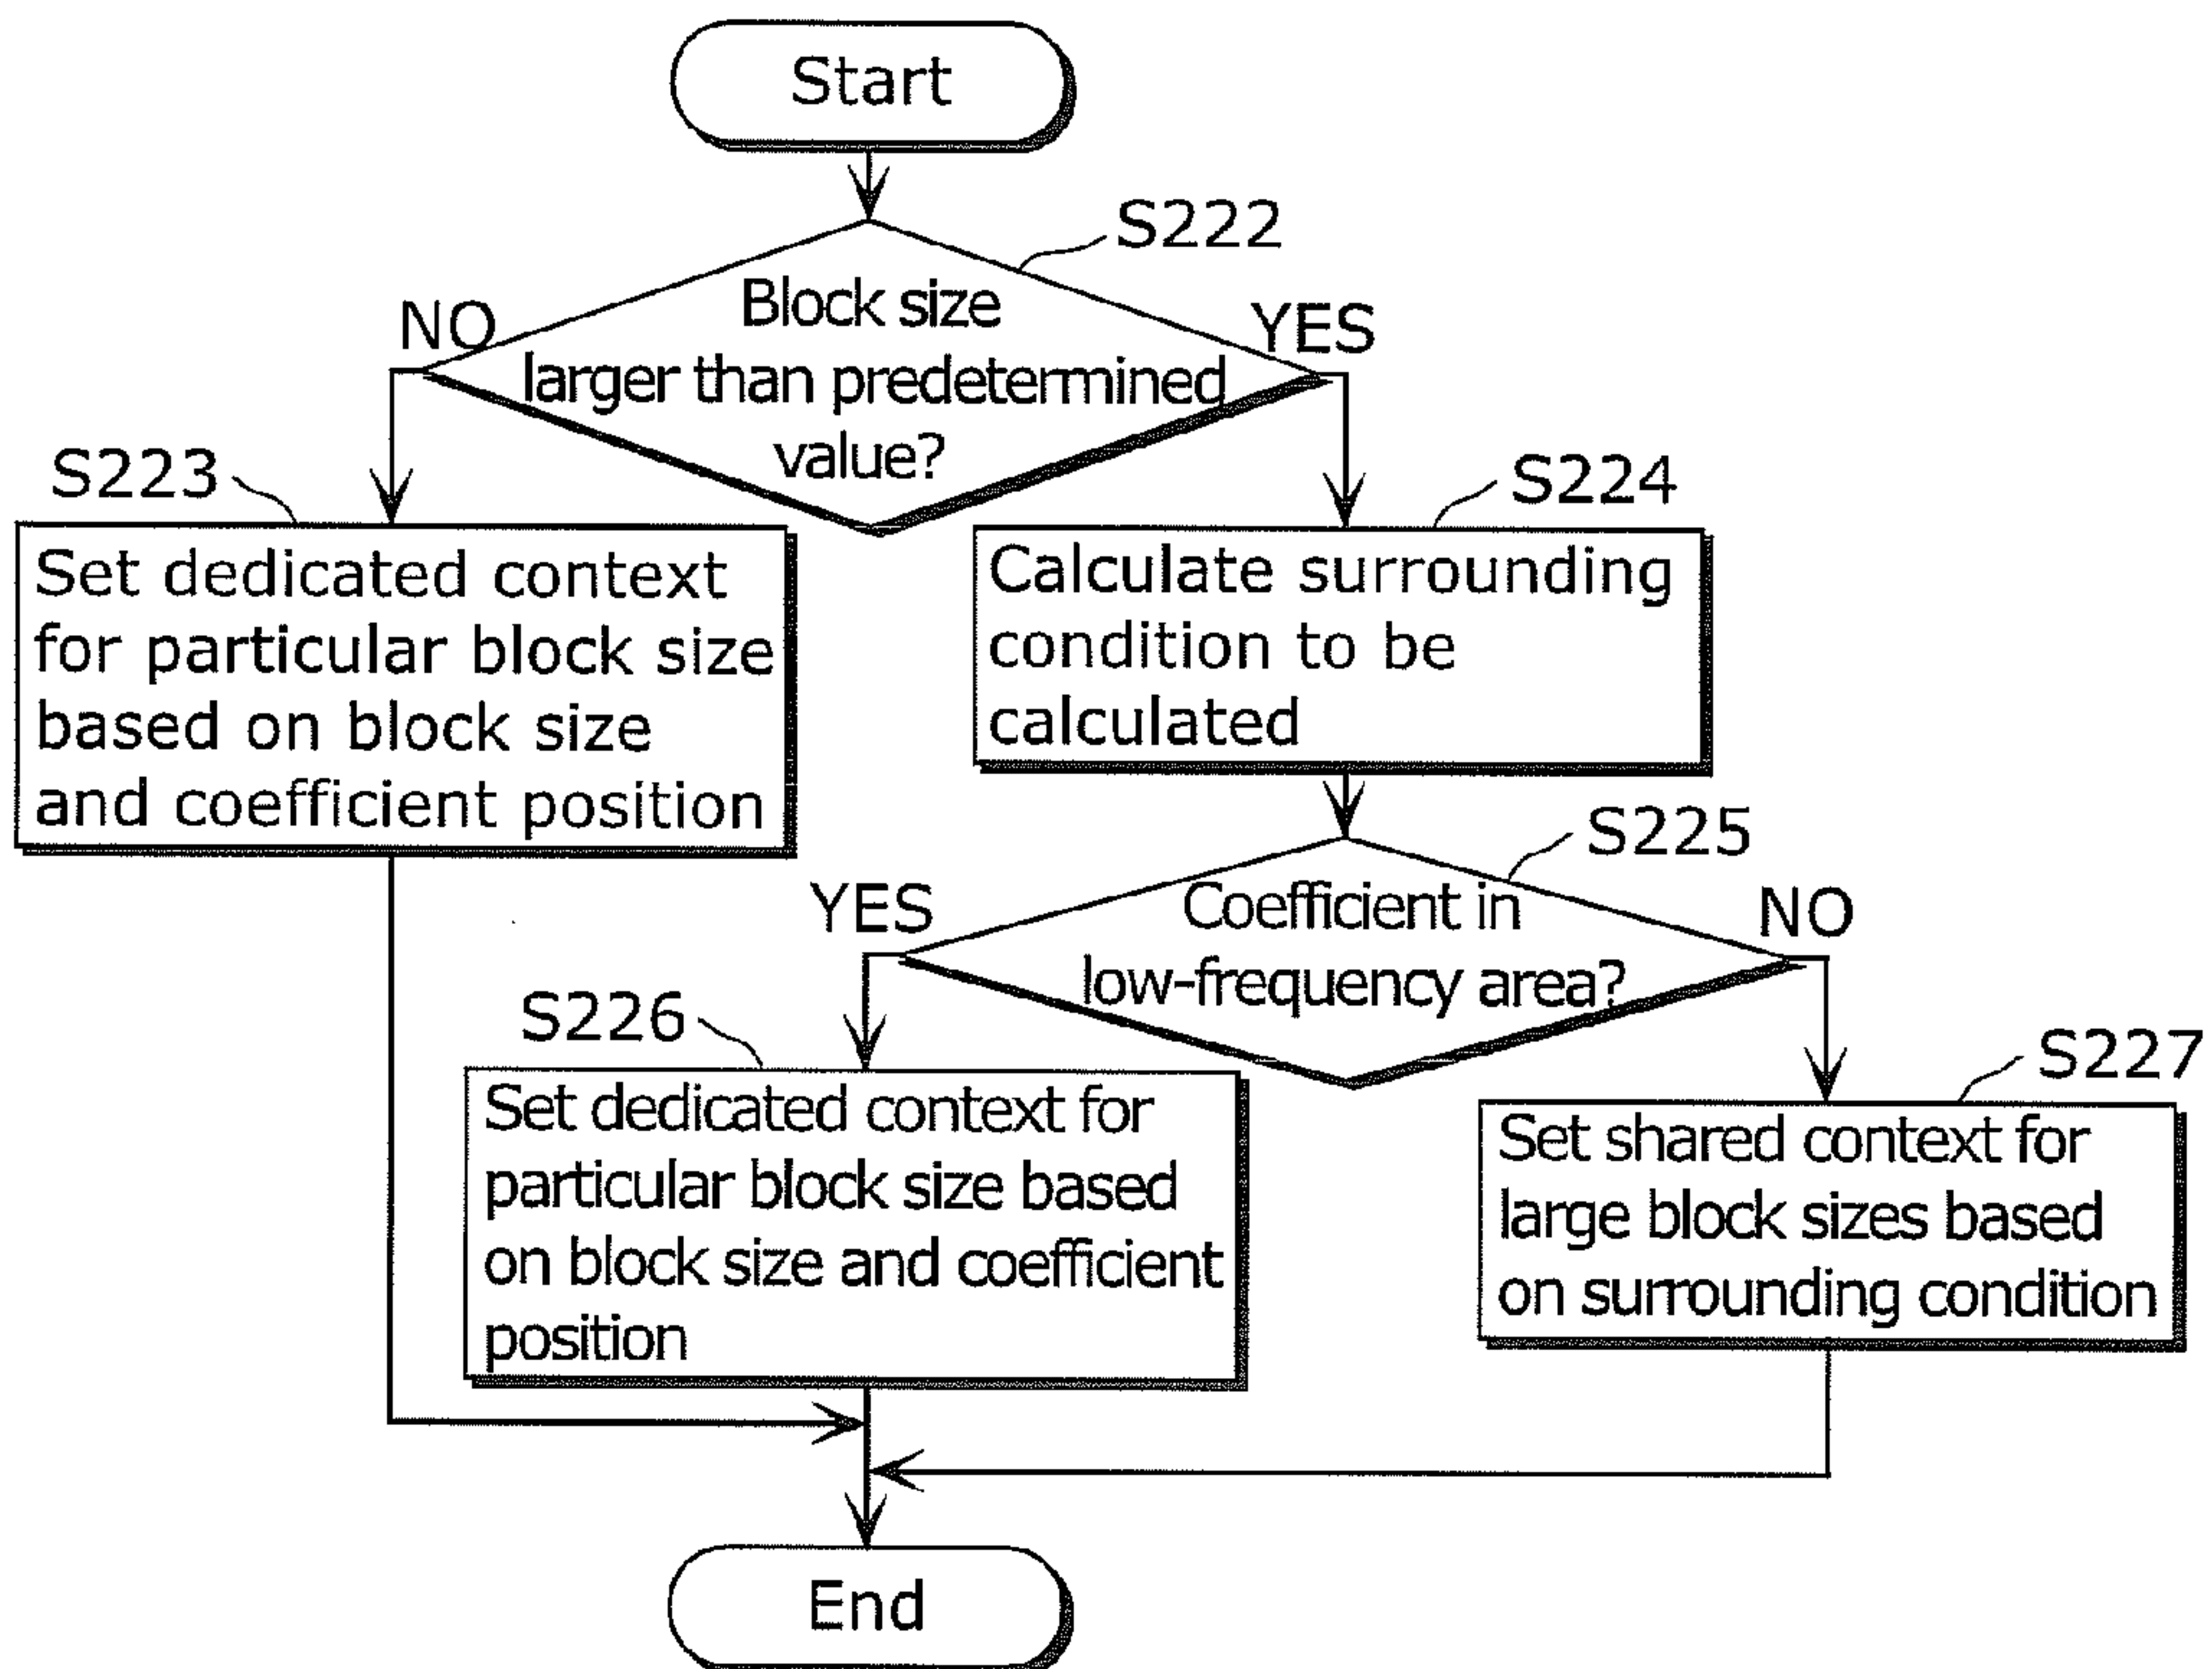 Start
S222
Block size
larger than predetermined
value?
NO
YES
S223
Set dedicated context
for particular block size
based on block size
and coefficient position
S224
Calculate surrounding
condition to be
calculated
S225
Coefficient in
low-frequency area?
YES
NO
S226
Set dedicated context for
particular block size based
on block size and coefficient
position
S227
Set shared context for
large block sizes based
on surrounding condition
End